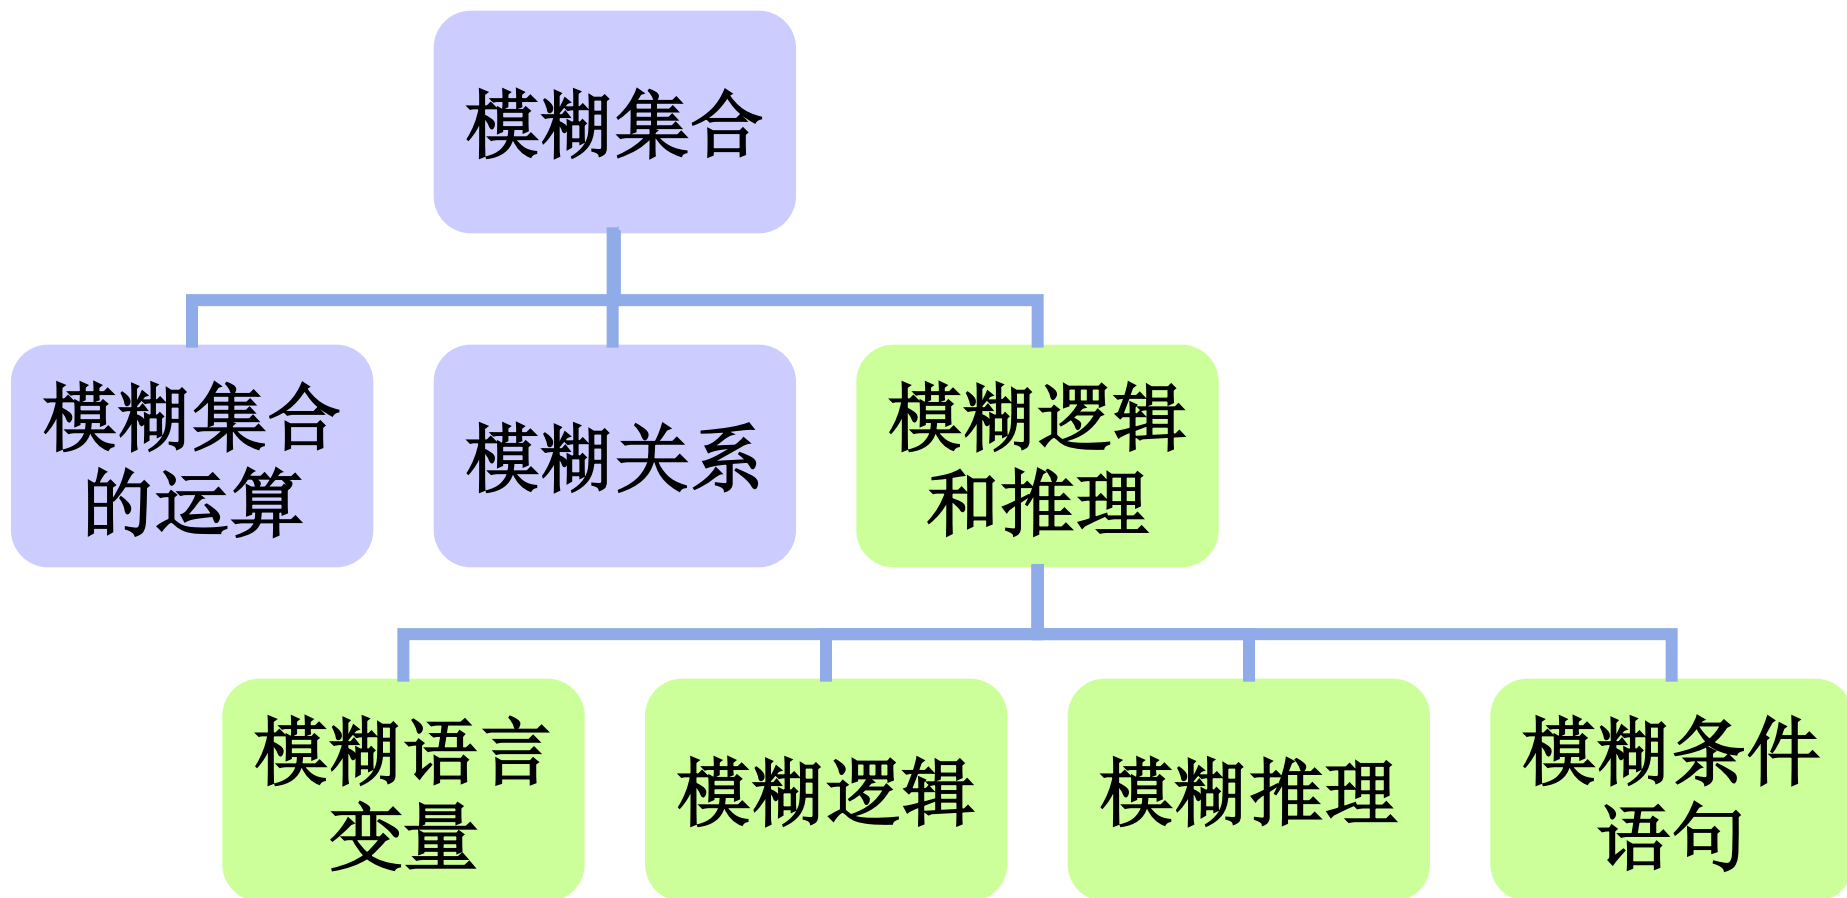 模糊集合
模糊集合
的运算
模糊关系
模糊逻辑
和推理
模糊语言
变量
模糊逻辑
模糊推理
模糊条件
语句